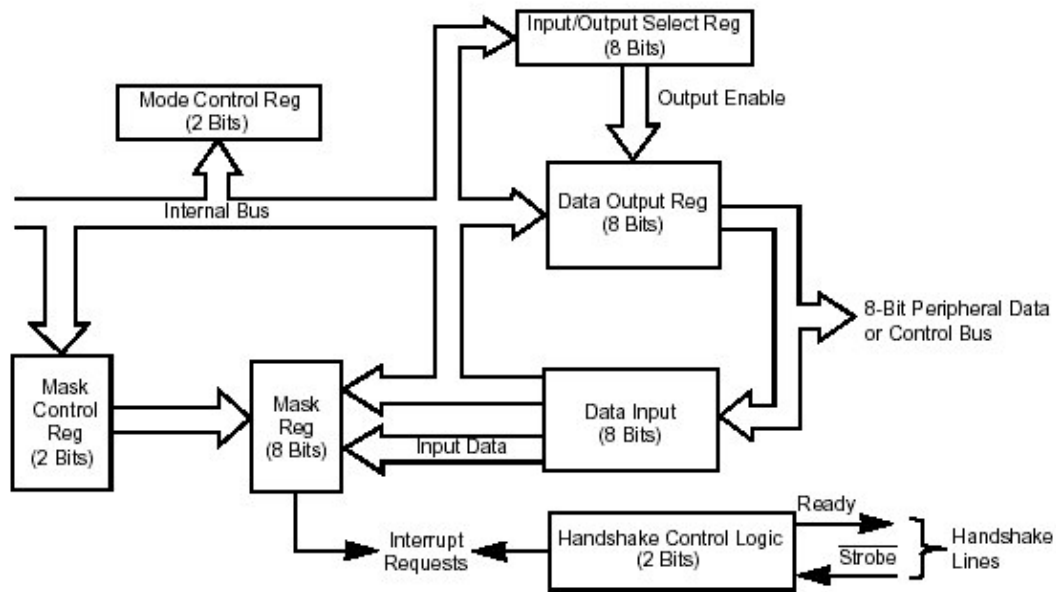 Input/Output Select Reg
(8 Bits)
Output Enable
Mode Control Reg
(2 Bits)
Internal Bus
Data Output Reg
(8 Bits)
8-Bit Peripheral Data
or Control Bus
Mask
Control
Reg
(2 Bits)
Mask
Reg
(8 Bits)
Input Data
Data Input
(8 Bits)
Interrupt
Requests
Handshake Control Logic
(2 Bits)
Ready
Strobe
Handshake
Lines